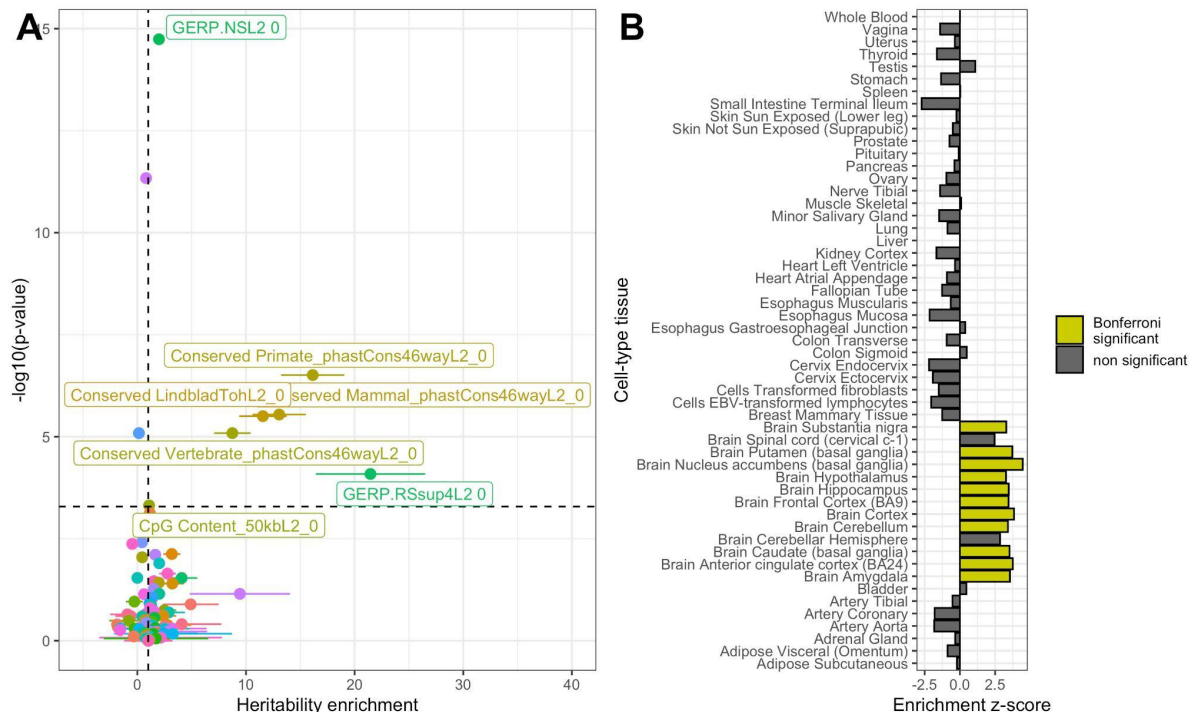 A
15
10
5
0
-log10(p-value)
GERP.NSL2 0
Conserved Primate_phastCons46wayL2_0
Conserved LindbladTohL2_0
served Mammal_phastCons46wayL2_0
Conserved Vertebrate_phastCons46wayL2_0
GERP.RSsup4L2 0
CpG Content_50kbL2_0
0
10
20
30
40
Heritability enrichment
B
Cell-type tissue
Whole Blood
Vagina
Uterus
Thyroid
Testis
Stomach
Spleen
Small Intestine Terminal Ileum
Skin Sun Exposed (Lower leg)
Skin Not Sun Exposed (Suprapubic)
Prostate
Pituitary
Pancreas
Ovary
Nerve Tibial
Muscle Skeletal
Minor Salivary Gland
Lung
Liver
Kidney Cortex
Heart Left Ventricle
Heart Atrial Appendage
Fallopian Tube
Esophagus Muscularis
Esophagus Mucosa
Esophagus Gastroesophageal Junction
Colon Transverse
Colon Sigmoid
Cervix Endocervix
Cervix Ectocervix
Cells Transformed fibroblasts
Cells EBV-transformed lymphocytes
Breast Mammary Tissue
Brain Substantia nigra
Brain Spinal cord (cervical c-1)
Brain Putamen (basal ganglia)
Brain Nucleus accumbens (basal ganglia)
Brain Hypothalamus
Brain Hippocampus
Brain Frontal Cortex (BA9)
Brain Cortex
Brain Cerebellum
Brain Cerebellar Hemisphere
Brain Caudate (basal ganglia)
Brain Anterior cingulate cortex (BA24)
Brain Amygdala
Bladder
Artery Tibial
Artery Coronary
Artery Aorta
Adrenal Gland
Adipose Visceral (Omentum)
Adipose Subcutaneous
-2.5
0.0
2.5
Enrichment z-score
Bonferroni
significant
non significant